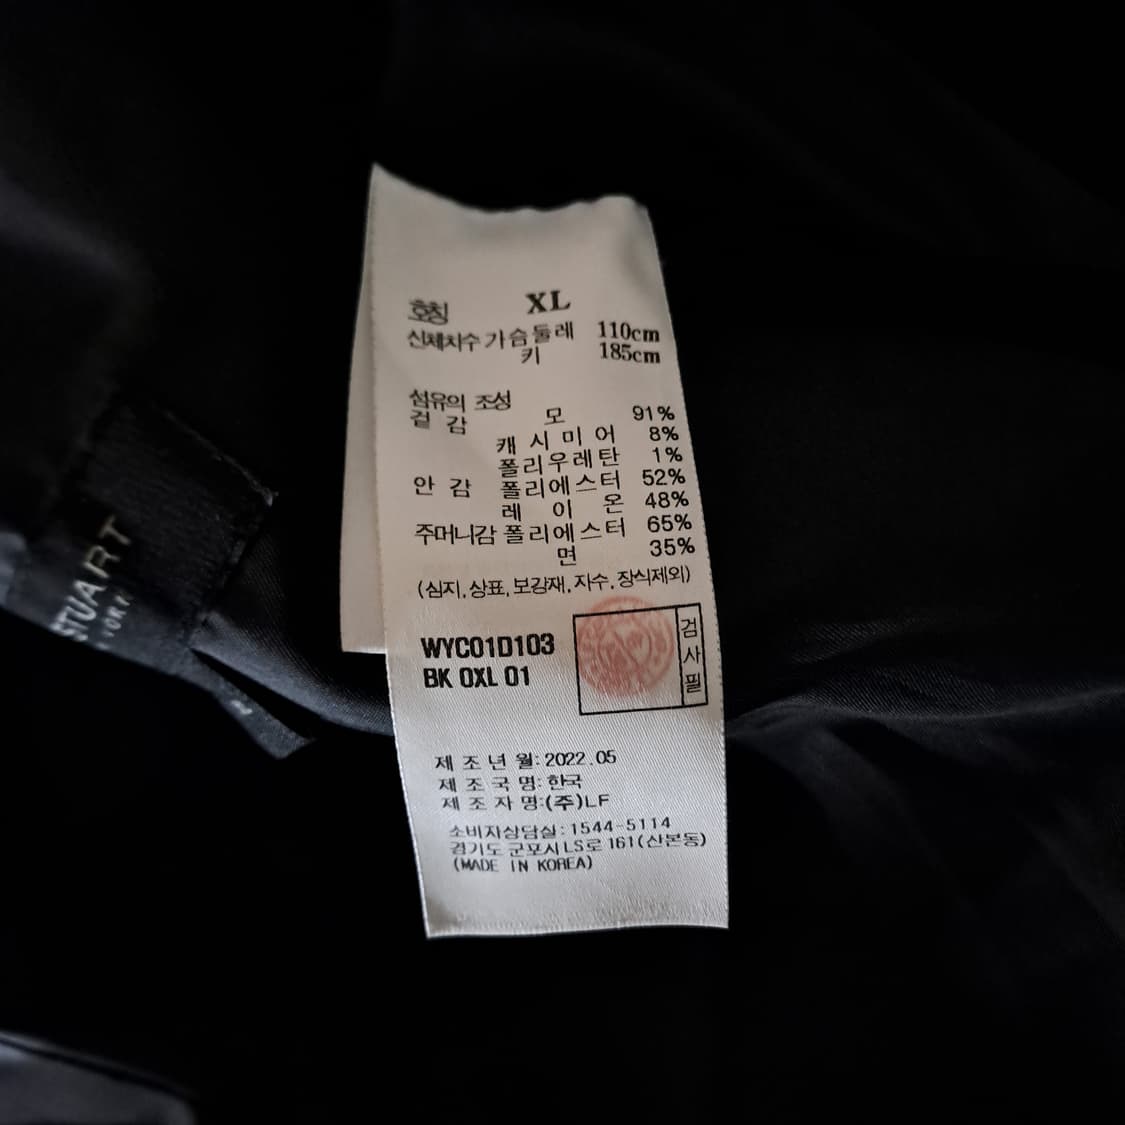 호칭 XL
신체치수 가슴둘레 110cm
키 185cm
섬유의 조성
겉감 모 91%
캐시미어 8%
폴리우레탄 1%
안감 폴리에스터 52%
레이온 48%
주머니감 폴리에스터 65%
면 35%
(심지, 상표, 보강재, 자수, 장식제외)
WYC01D103
BK 0XL 01
검사필
제조년월: 2022.05
제조국명: 한국
제조자명:(주)LF
소비자상담실: 1544-5114
경기도 군포시 LS로 161(산본동)
(MADE IN KOREA)
STUART
YORK